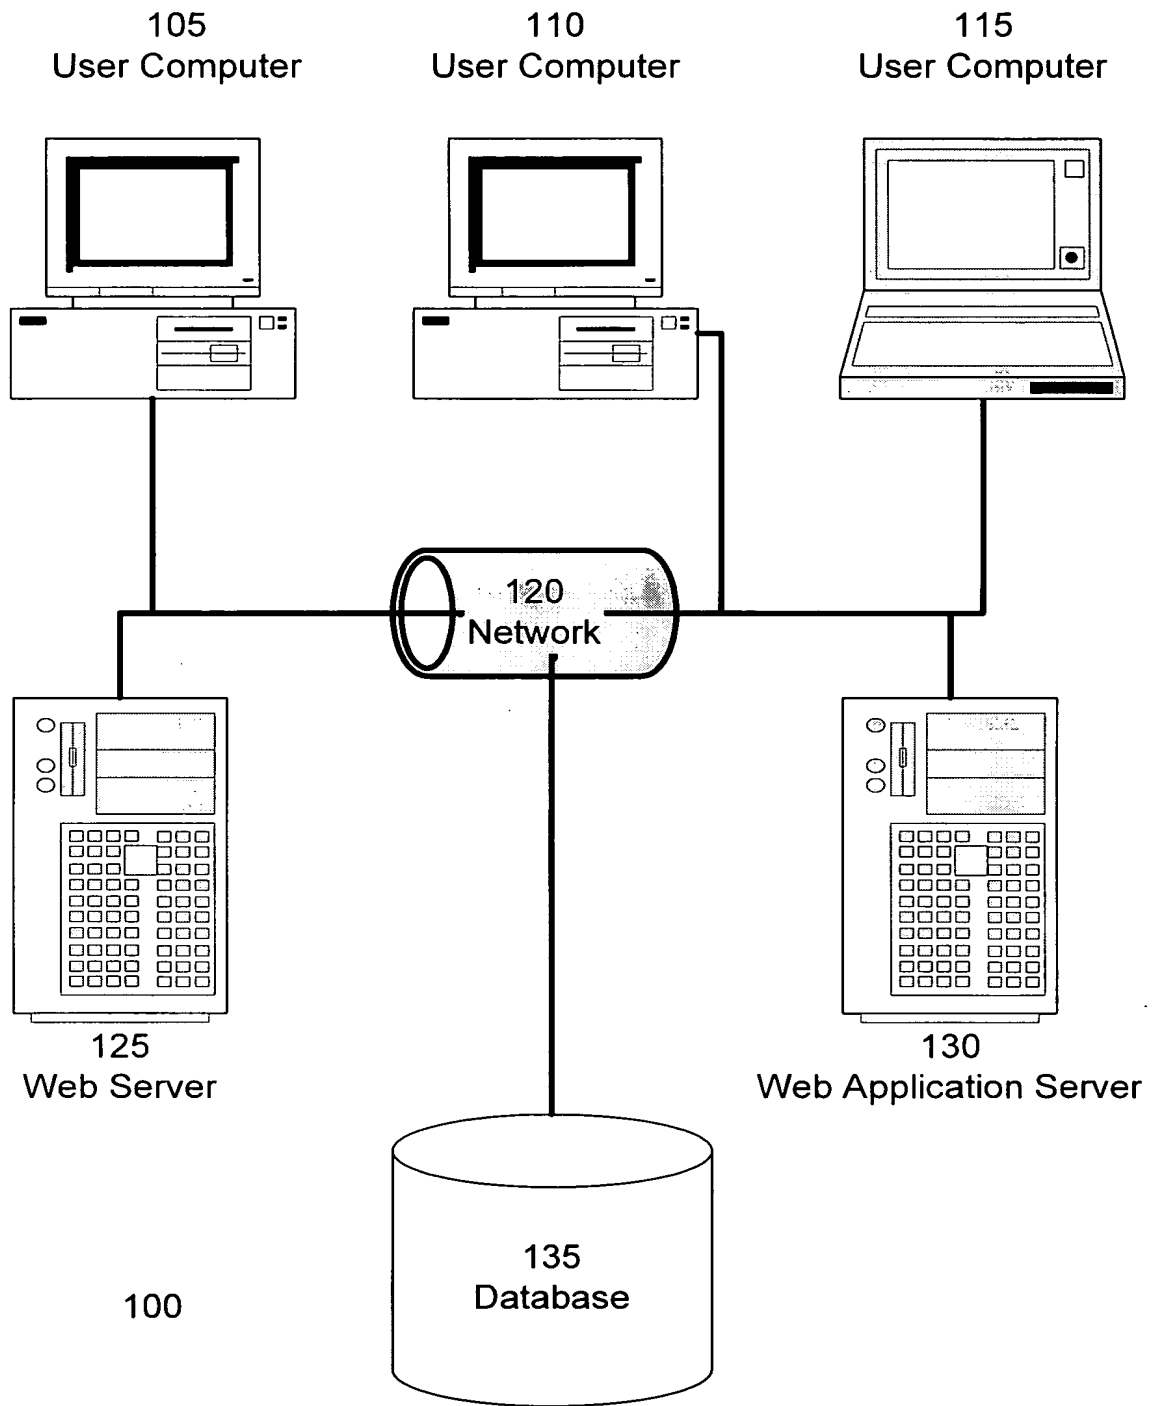 105
User Computer
110
User Computer
115
User Computer
120
Network
125
Web Server
130
Web Application Server
135
Database
100